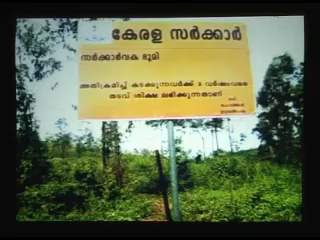 കേരള സർക്കാർ
സർക്കാർവക ഭൂമി
അതിക്രമിച്ച് കടക്കുന്നവർക്ക് 3 വർഷംവരെ
തടവ് ശിക്ഷ ലഭിക്കുന്നതാണ്